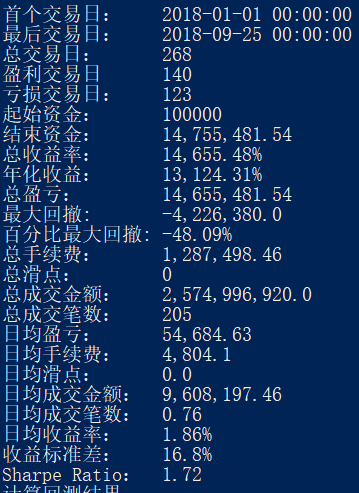 首个交易日: 2018-01-01 00:00:00
最后交易日: 2018-09-25 00:00:00
总交易日: 268
盈利交易日 140
亏损交易日: 123
起始资金: 100000
结束资金: 14,755,481.54
总收益率: 14,655.48%
年化收益: 13,124.31%
总盈亏: 14,655,481.54
最大回撤: -4,226,380.0
百分比最大回撤: -48.09%
总手续费: 1,287,498.46
总滑点: 0
总成交金额: 2,574,996,920.0
总成交笔数: 205
日均盈亏: 54,684.63
日均手续费: 4,804.1
日均滑点: 0.0
日均成交金额: 9,608,197.46
日均成交笔数: 0.76
日均收益率: 1.86%
收益标准差: 16.8%
Sharpe Ratio: 1.72
计算回测结果